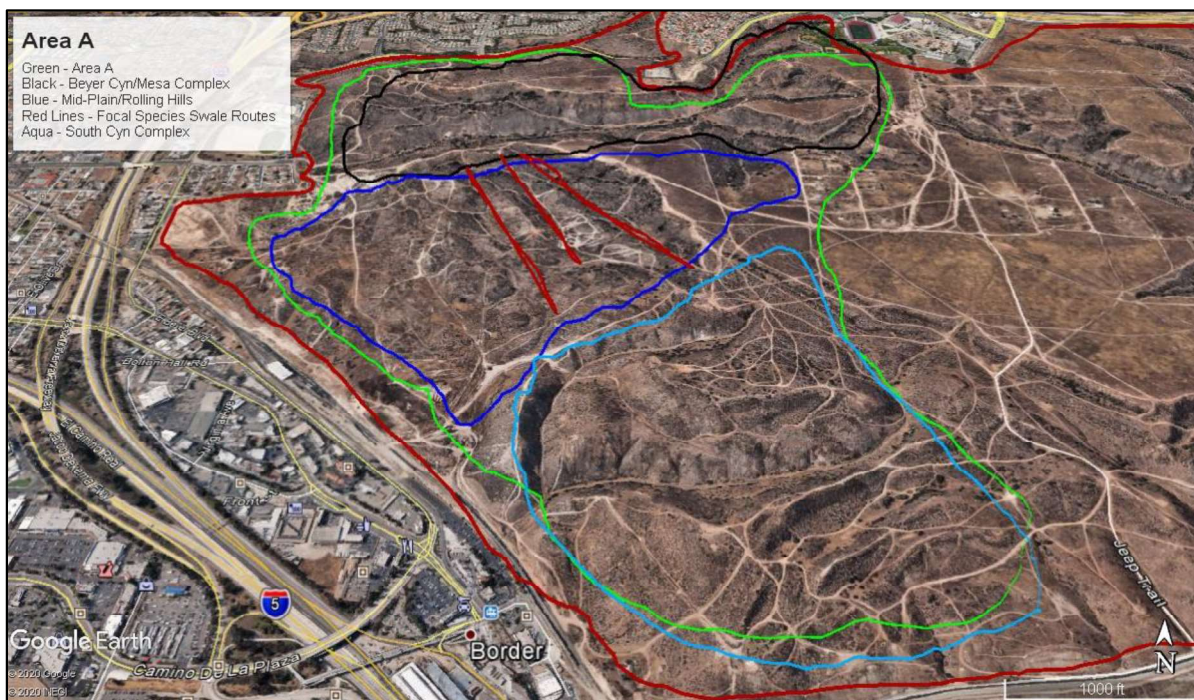 Area A
Green - Area A
Black - Beyer Cyn/Mesa Complex
Blue - Mid-Plain/Rolling Hills
Red Lines - Focal Species Swale Routes
Aqua - South Cyn Complex
5
Border
Jeep Trail
Google Earth
Camino De La Plaza
© 2020 Google
© 2020 INEGI
N
1000 ft